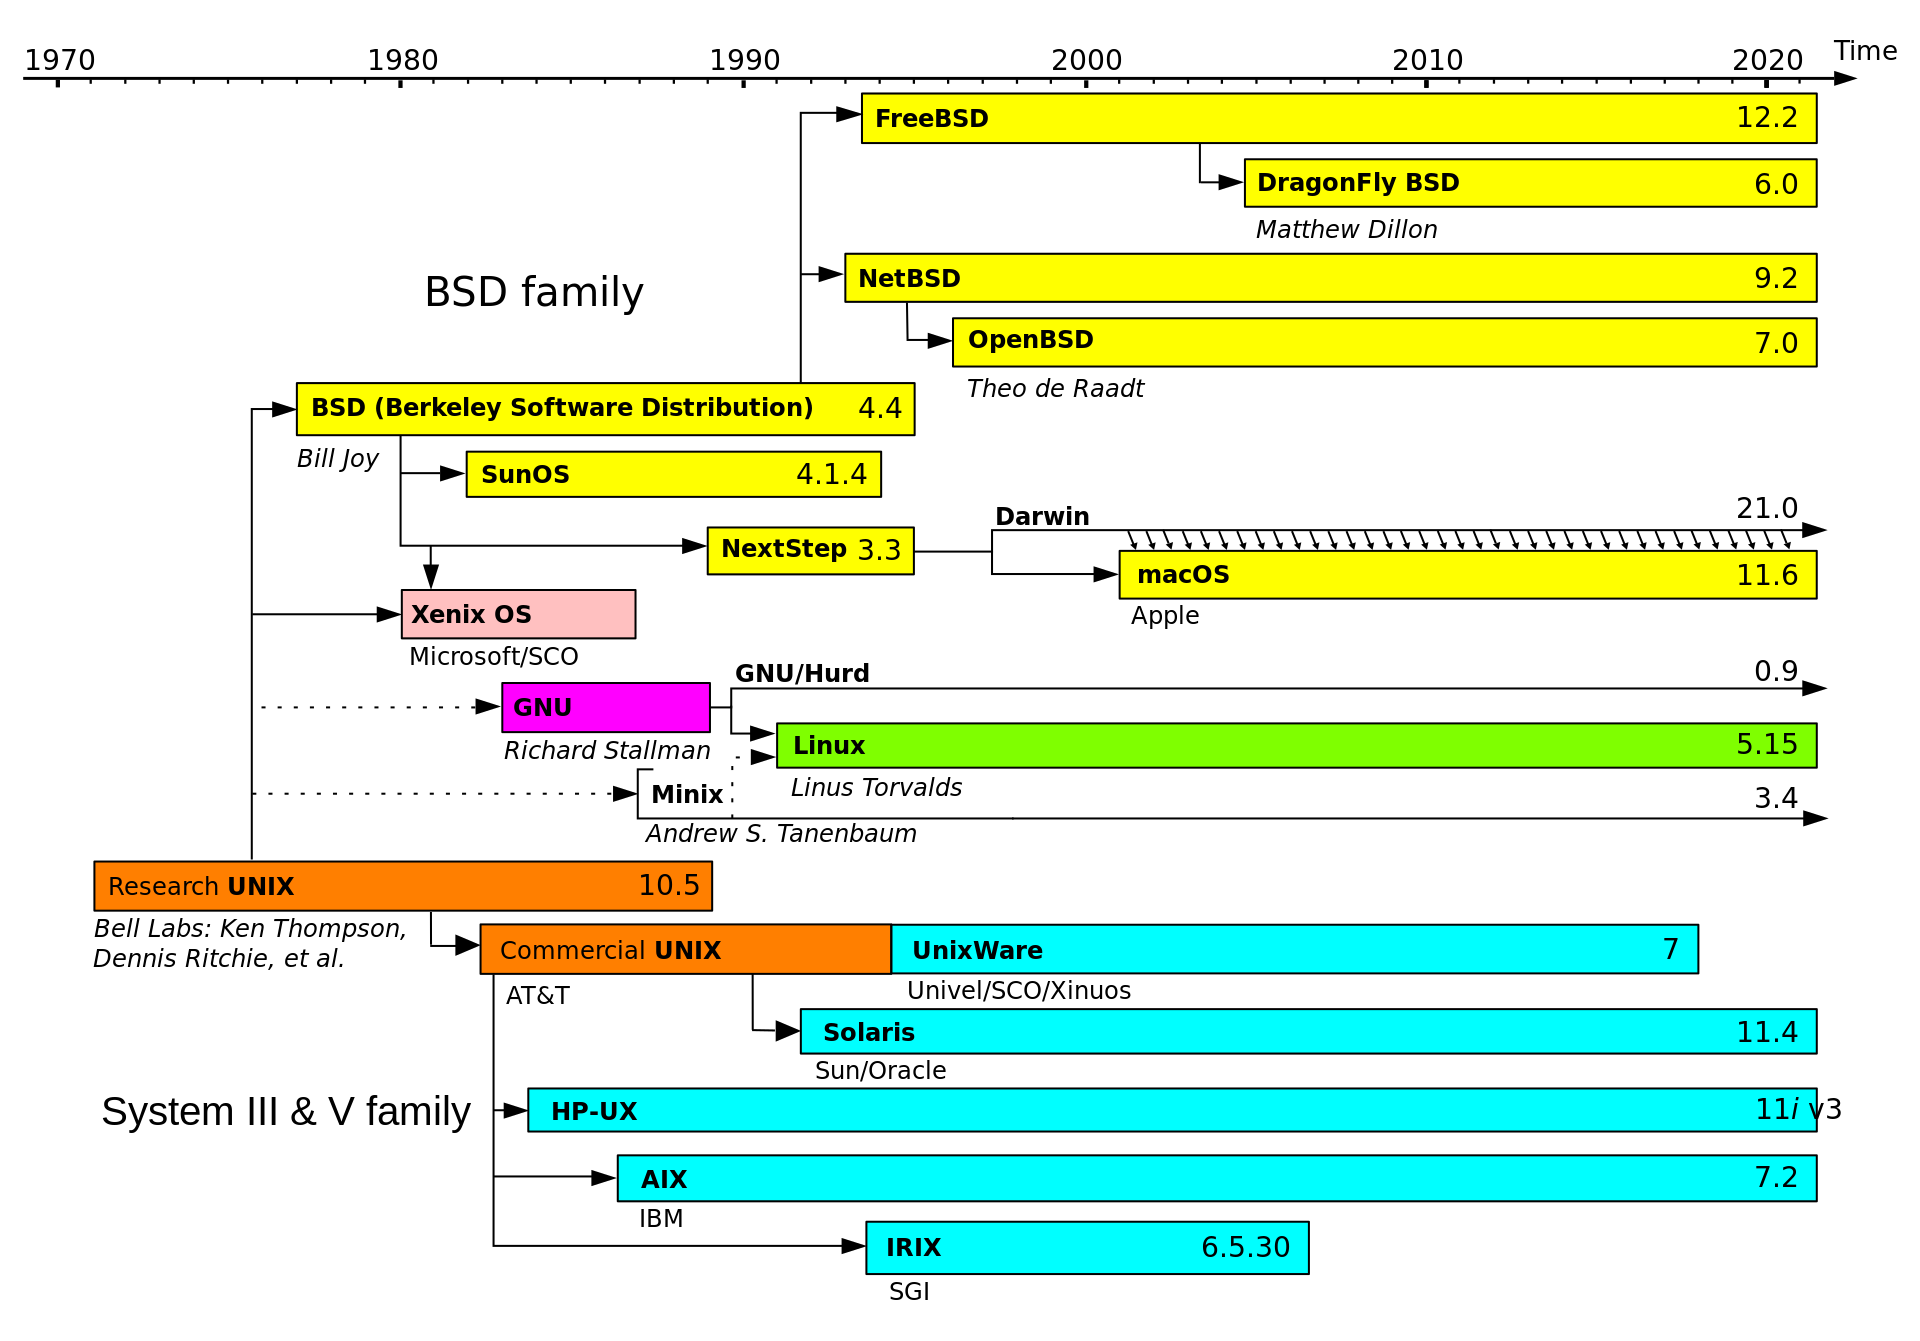 1970 1980 1990 2000 2010 2020 Time
FreeBSD 12.2
DragonFly BSD 6.0
Matthew Dillon
BSD family
NetBSD 9.2
OpenBSD 7.0
Theo de Raadt
BSD (Berkeley Software Distribution) 4.4
Bill Joy
SunOS 4.1.4
Darwin 21.0
NextStep 3.3
macOS 11.6
Apple
Xenix OS
Microsoft/SCO
GNU/Hurd 0.9
GNU
Richard Stallman
Linux 5.15
Linus Torvalds
Minix 3.4
Andrew S. Tanenbaum
Research UNIX 10.5
Bell Labs: Ken Thompson,
Dennis Ritchie, et al.
Commercial UNIX
AT&T
UnixWare 7
Univel/SCO/Xinuos
Solaris 11.4
Sun/Oracle
System III & V family
HP-UX 11i v3
AIX 7.2
IBM
IRIX 6.5.30
SGI